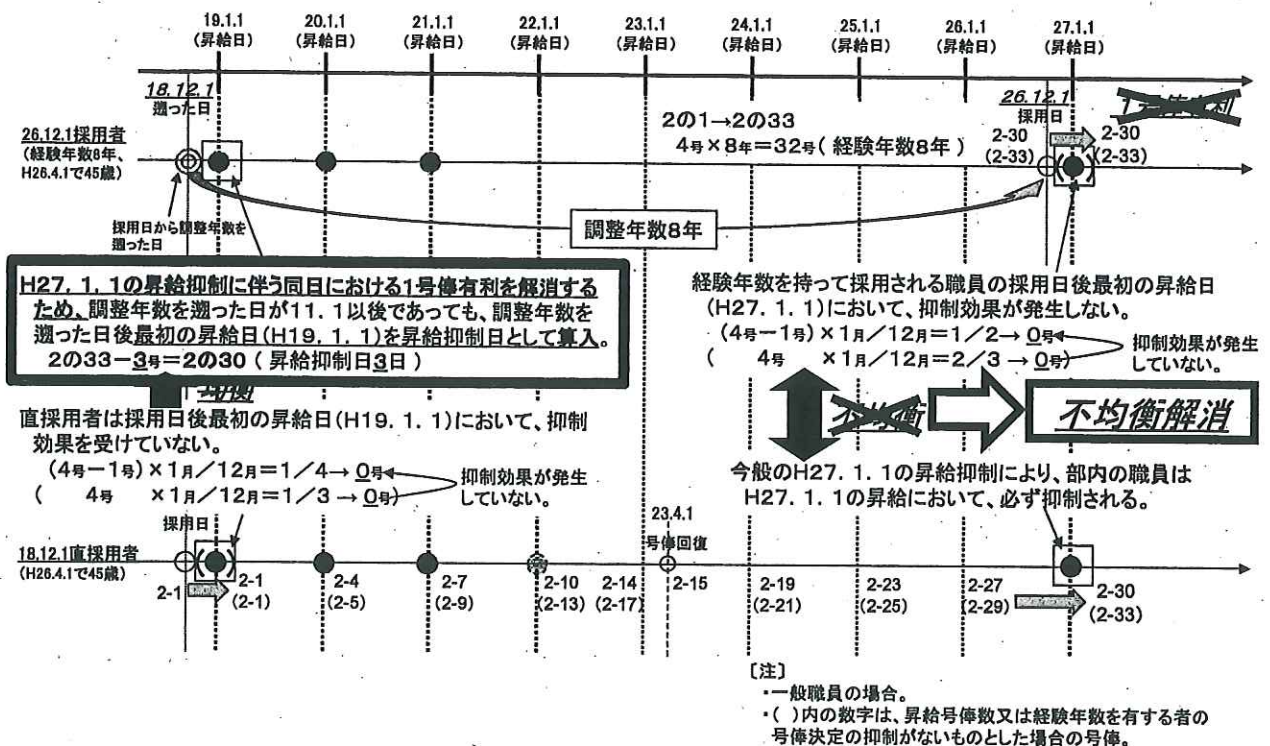 19.1.1
(昇給日)
20.1.1
(昇給日)
21.1.1
(昇給日)
22.1.1
(昇給日)
23.1.1
(昇給日)
24.1.1
(昇給日)
25.1.1
(昇給日)
26.1.1
(昇給日)
27.1.1
(昇給日)
18.12.1
遡った日
26.12.1
採用日
1号俸有利
26.12.1採用者
(経験年数8年、
H26.4.1で45歳)
2の1→2の33
4号×8年=32号( 経験年数8年 )
2-30
(2-33)
2-30
(2-33)
採用日から調整年数を
遡った日
調整年数8年
H27. 1. 1の昇給抑制に伴う同日における1号俸有利を解消する
ため、調整年数を遡った日が11. 1以後であっても、調整年数を
遡った日後最初の昇給日(H19. 1. 1)を昇給抑制日として算入。
2の33-3号=2の30 ( 昇給抑制日3日 )
経験年数を持って採用される職員の採用日後最初の昇給日
(H27. 1. 1)において、抑制効果が発生しない。
(4号-1号)×1月/12月=1/2→ 0号
( 4号 ×1月/12月=2/3 → 0号)
抑制効果が発生
していない。
均衡
不均衡
不均衡解消
直採用者は採用日後最初の昇給日(H19. 1. 1)において、抑制
効果を受けていない。
(4号-1号)×1月/12月=1/4→ 0号
( 4号 ×1月/12月=1/3 → 0号)
抑制効果が発生
していない。
今般のH27. 1. 1の昇給抑制により、部内の職員は
H27. 1. 1の昇給において、必ず抑制される。
採用日
23.4.1
号俸回復
18.12.1直採用者
(H26.4.1で45歳)
2-1
2-1
(2-1)
2-4
(2-5)
2-7
(2-9)
2-10
(2-13)
2-14
(2-17)
2-15
2-19
(2-21)
2-23
(2-25)
2-27
(2-29)
2-30
(2-33)
〔注〕
・一般職員の場合。
・( )内の数字は、昇給号俸数又は経験年数を有する者の
号俸決定の抑制がないものとした場合の号俸。